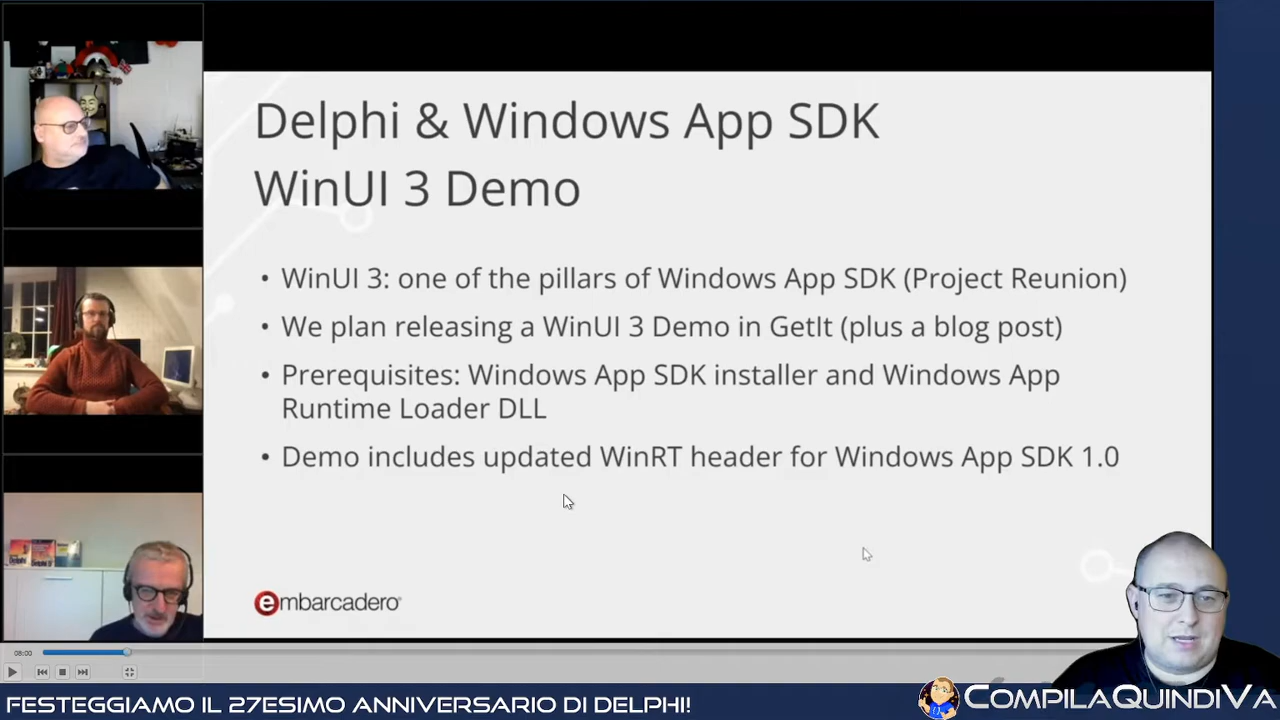 Delphi & Windows App SDK
WinUI 3 Demo
• WinUI 3: one of the pillars of Windows App SDK (Project Reunion)
• We plan releasing a WinUI 3 Demo in GetIt (plus a blog post)
• Prerequisites: Windows App SDK installer and Windows App
Runtime Loader DLL
• Demo includes updated WinRT header for Windows App SDK 1.0
embarcadero
08:00
FESTEGGIAMO IL 27ESIMO ANNIVERSARIO DI DELPHI!
COMPILAQUINDIVA